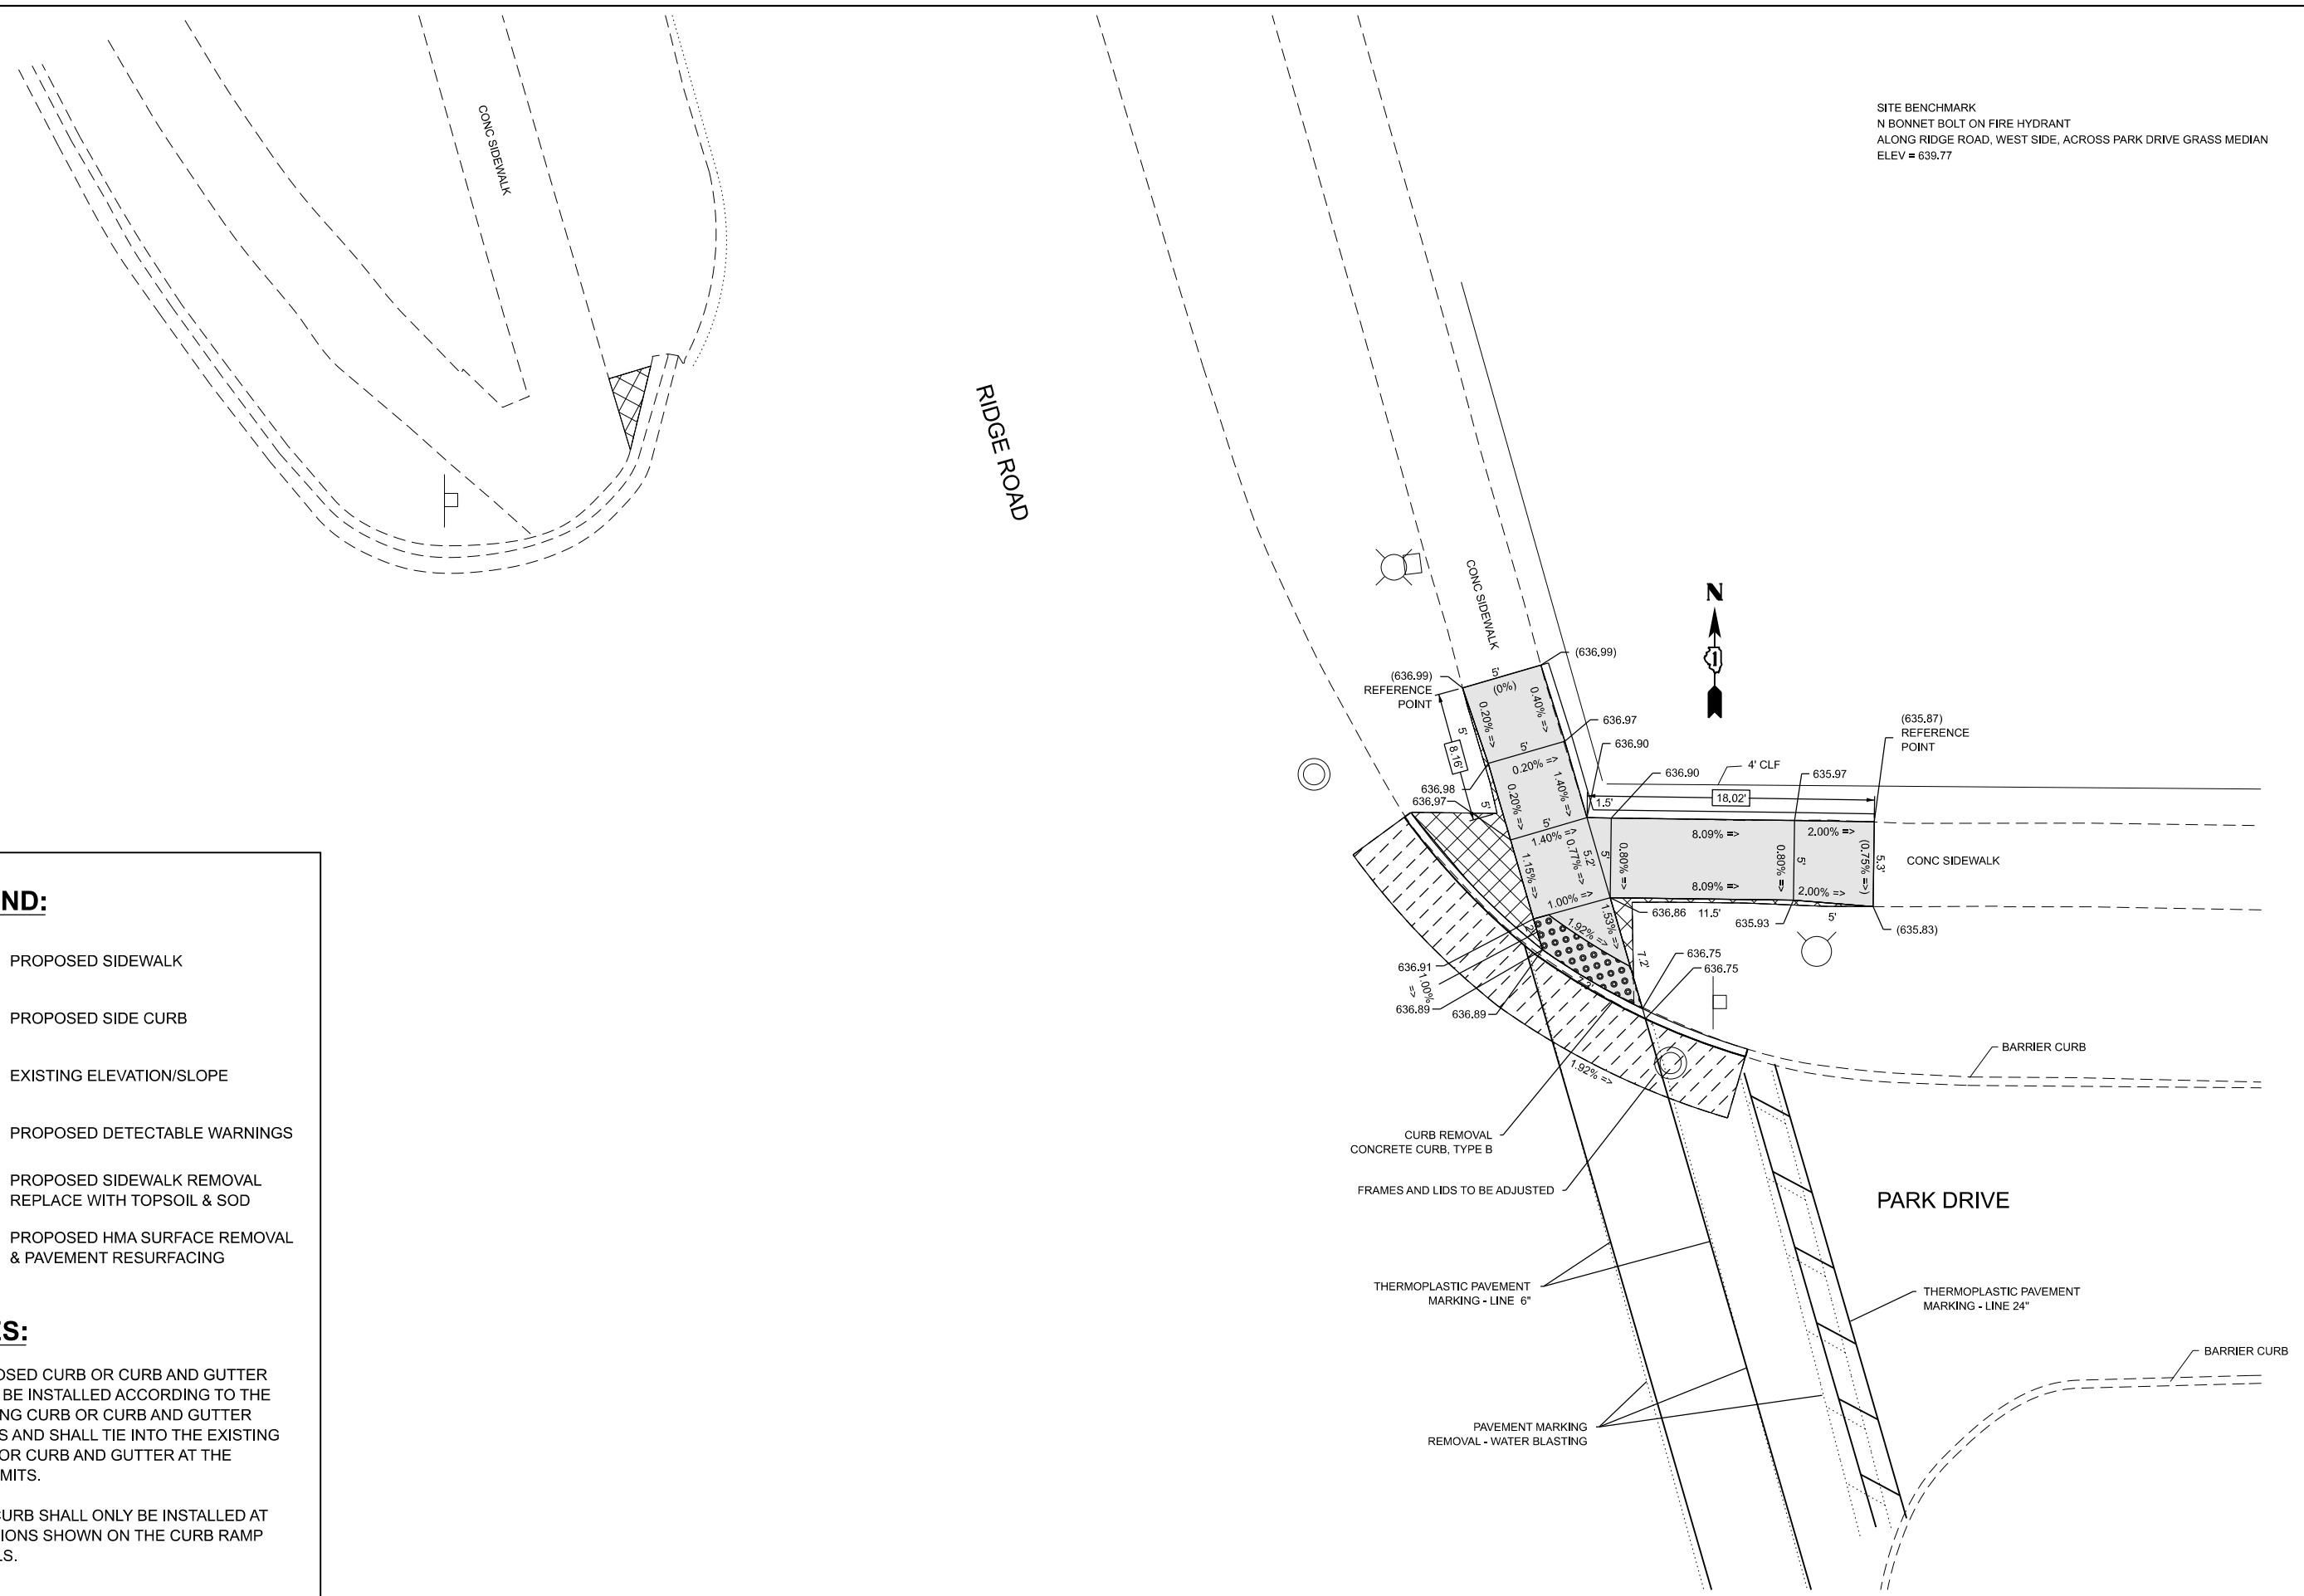 SITE BENCHMARK
N BONNET BOLT ON FIRE HYDRANT
ALONG RIDGE ROAD, WEST SIDE, ACROSS PARK DRIVE GRASS MEDIAN
ELEV = 639.77
CONC SIDEWALK
RIDGE ROAD
CONC SIDEWALK
N
1
(636.99)
(636.99)
REFERENCE
POINT
5'
(0%)
0.40% =>
0.20% =>
5'
8.16'
636.97
636.90
5'
0.20% =>
1.40% =>
0.20% =>
636.98
636.97
5'
5'
1.40% =>
0.77% =>
5.2'
1.15% =>
1.00% =>
1.53% =>
1.92% =>
2'
7.2'
(635.87)
REFERENCE
POINT
4' CLF
636.90
635.97
1.5'
18.02'
8.09% =>
2.00% =>
5'
0.80% =>
0.80% =>
5'
(0.75% =>)
5.3'
CONC SIDEWALK
8.09% =>
2.00% =>
636.86
11.5'
635.93
5'
(635.83)
636.75
636.75
636.91
1.00%
=>
636.89
636.89
1.92% =>
BARRIER CURB
CURB REMOVAL
CONCRETE CURB, TYPE B
FRAMES AND LIDS TO BE ADJUSTED
PARK DRIVE
THERMOPLASTIC PAVEMENT
MARKING - LINE 6"
THERMOPLASTIC PAVEMENT
MARKING - LINE 24"
BARRIER CURB
PAVEMENT MARKING
REMOVAL - WATER BLASTING
ND:
PROPOSED SIDEWALK
PROPOSED SIDE CURB
EXISTING ELEVATION/SLOPE
PROPOSED DETECTABLE WARNINGS
PROPOSED SIDEWALK REMOVAL
REPLACE WITH TOPSOIL & SOD
PROPOSED HMA SURFACE REMOVAL
& PAVEMENT RESURFACING
ES:
OSED CURB OR CURB AND GUTTER
BE INSTALLED ACCORDING TO THE
NG CURB OR CURB AND GUTTER
S AND SHALL TIE INTO THE EXISTING
OR CURB AND GUTTER AT THE
MITS.
CURB SHALL ONLY BE INSTALLED AT
IONS SHOWN ON THE CURB RAMP
LS.